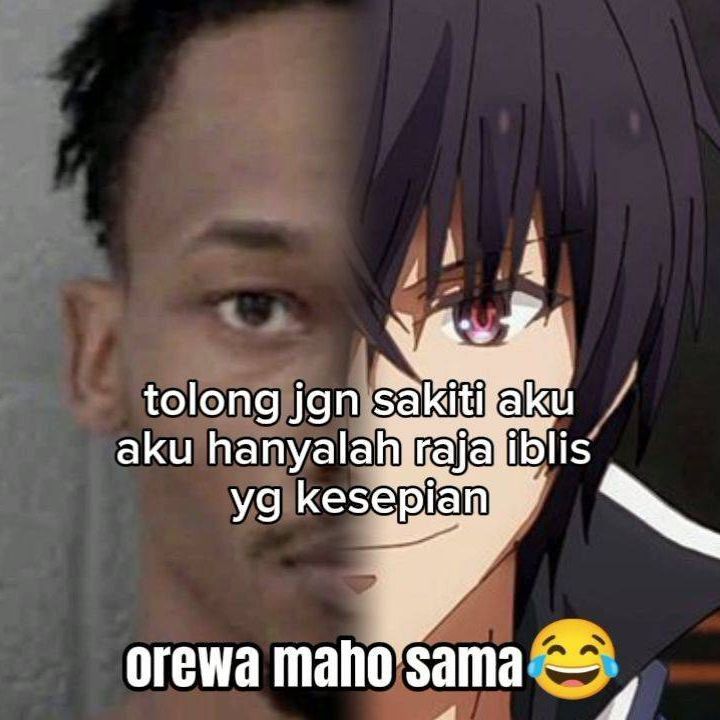 tolong jgn sakiti aku
aku hanyalah raja iblis
yg kesepian
orewa maho sama😂